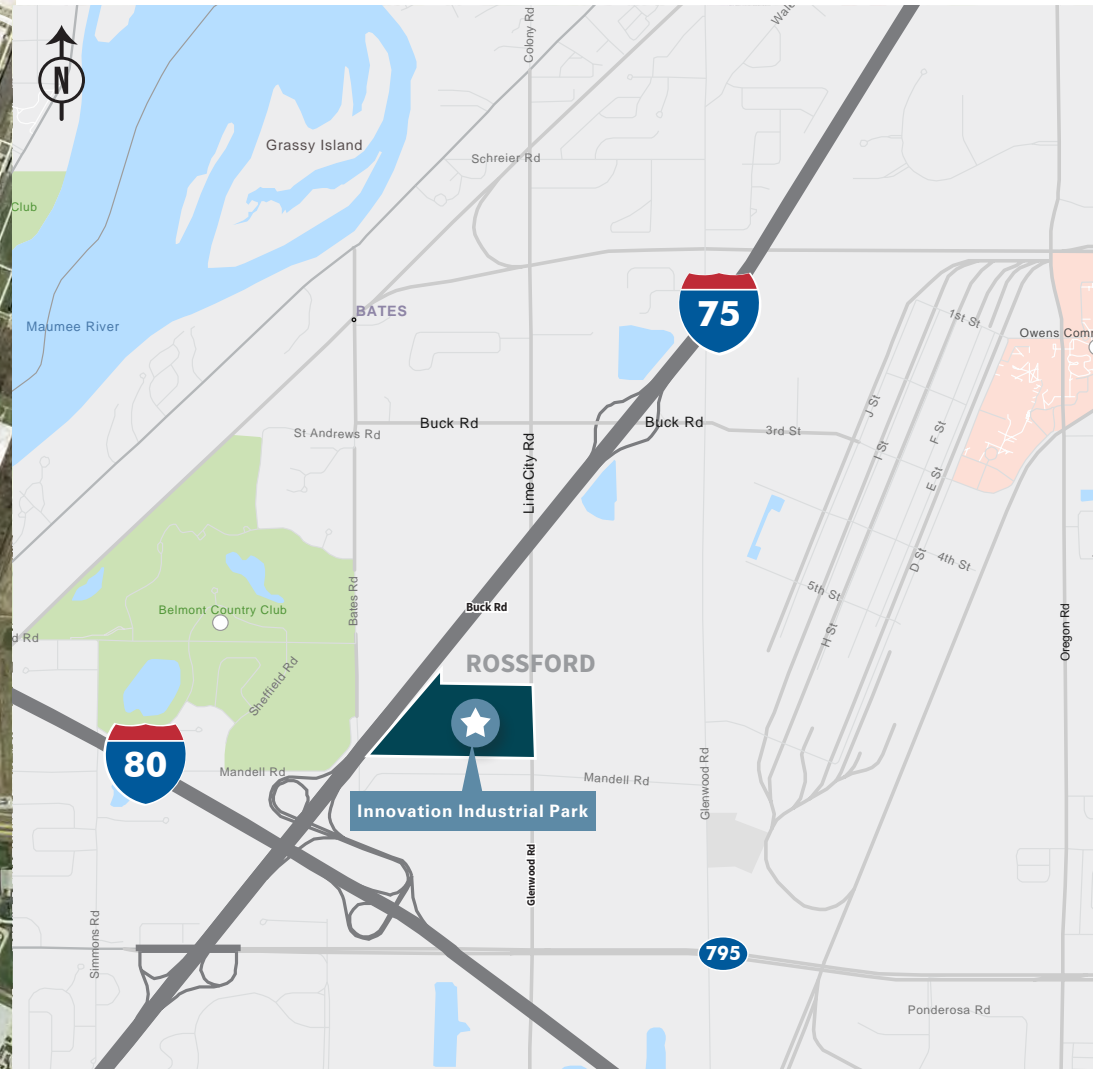 N
Colony Rd
Grassy Island
Schreier Rd
Club
BATES
75
Maumee River
1st St
Owens Com
St Andrews Rd
Buck Rd
Buck Rd
3rd St
J St
I St
F St
E St
Lime City Rd
D St
4th St
5th St
H St
Bates Rd
Buck Rd
Belmont Country Club
d Rd
Oregon Rd
ROSSFORD
Sheffield Rd
80
Mandell Rd
Mandell Rd
Glenwood Rd
Innovation Industrial Park
Glenwood Rd
Simmons Rd
795
Ponderosa Rd